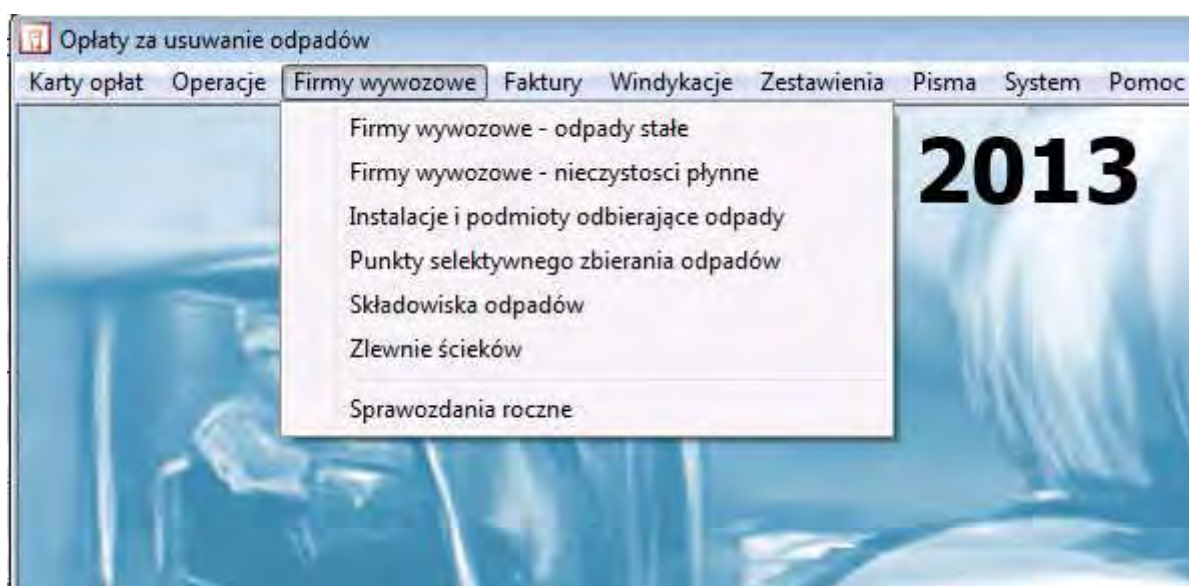 Opłaty za usuwanie odpadów
Karty opłat Operacje Firmy wywozowe Faktury Windykacje Zestawienia Pisma System Pomoc
Firmy wywozowe - odpady stałe
Firmy wywozowe - nieczystosci płynne
Instalacje i podmioty odbierające odpady
Punkty selektywnego zbierania odpadów
Składowiska odpadów
Zlewnie ścieków
Sprawozdania roczne
2013